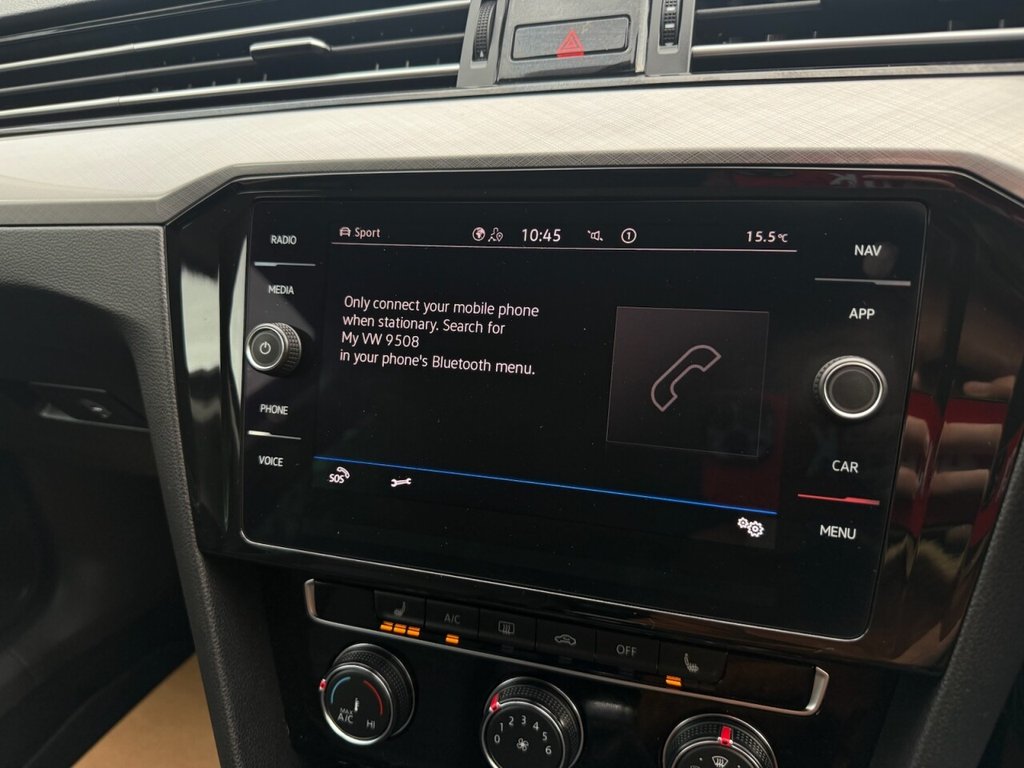 RADIO
MEDIA
PHONE
VOICE
Sport
10:45
15.5°C
Only connect your mobile phone
when stationary. Search for
My VW 9508
in your phone's Bluetooth menu.
SOS
NAV
APP
CAR
MENU
A/C
OFF
MAX
A/C
HI
0 1 2 3 4 5 6